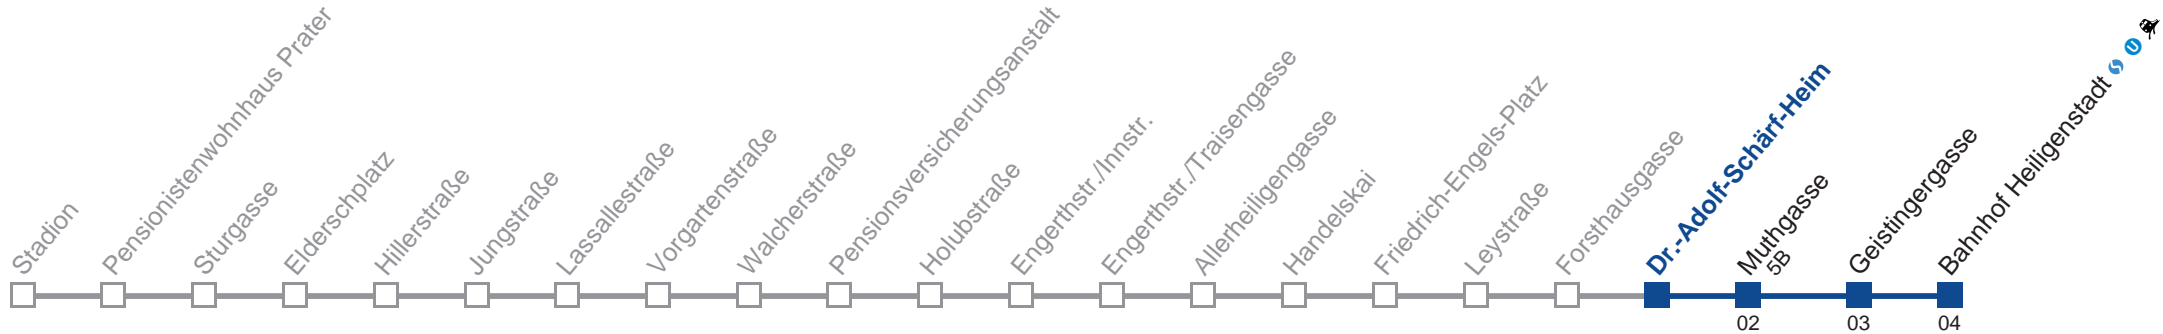 Stadion
Pensionistenwohnhaus Prater
Sturgasse
Elderschplatz
Hillerstraße
Jungstraße
Lassallestraße
Vorgartenstraße
Walcherstraße
Pensionsversicherungsanstalt
Holubstraße
Engerthstr./Innstr.
Engerthstr./Traisengasse
Allerheiligengasse
Handelskai
Friedrich-Engels-Platz
Leystraße
Forsthausgasse
Dr.-Adolf-Schärf-Heim
Muthgasse
5B
Geistingergasse
Bahnhof Heiligenstadt S U
02
03
04